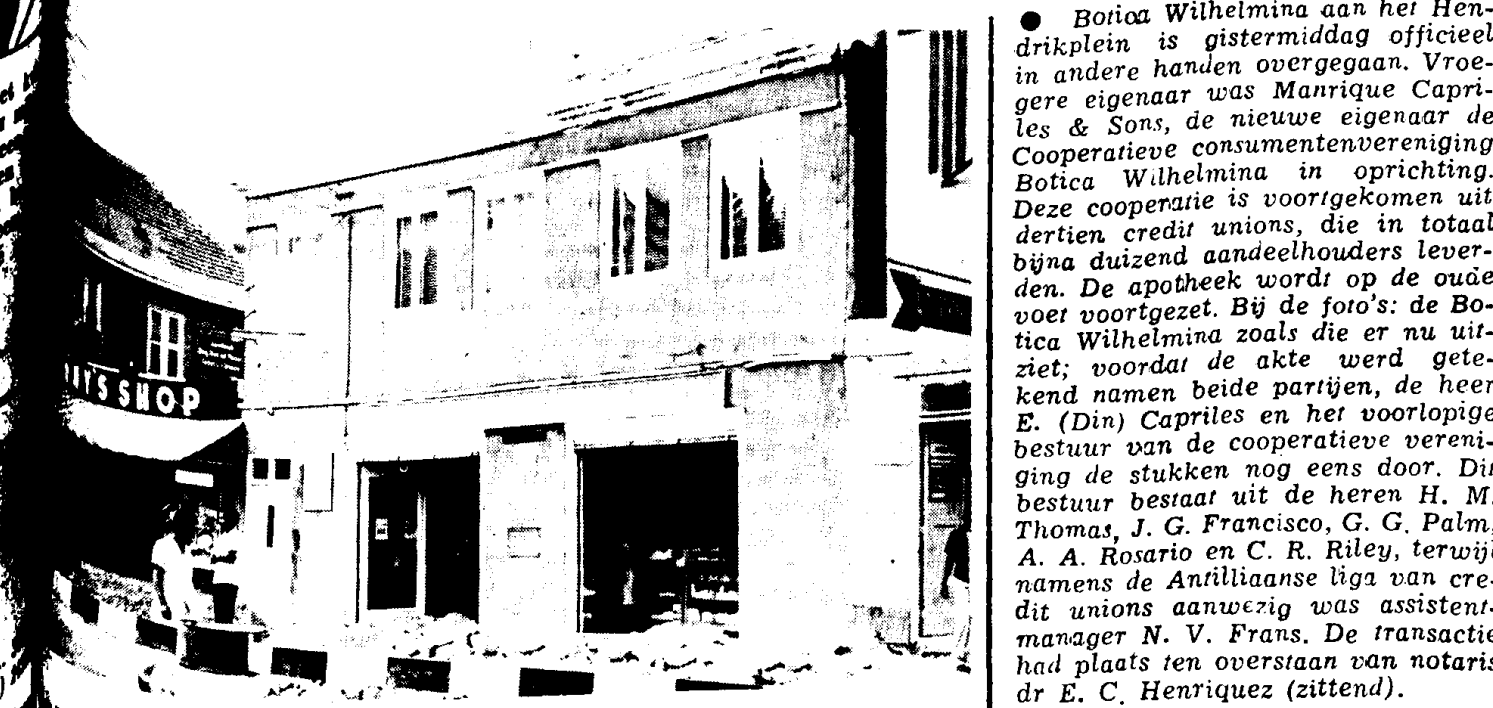 NY'S SHOP
● Botica Wilhelmina aan het Hen-
drikplein is gistermiddag officieel
in andere handen overgegaan. Vroe-
gere eigenaar was Manrique Capri-
les & Sons, de nieuwe eigenaar de
Cooperatieve consumentenvereniging
Botica Wilhelmina in oprichting.
Deze cooperatie is voortgekomen uit
dertien credit unions, die in totaal
bijna duizend aandeelhouders lever-
den. De apotheek wordt op de oude
voet voortgezet. Bij de foto's: de Bo-
tica Wilhelmina zoals die er nu uit-
ziet; voordat de akte werd gete-
kend namen beide partijen, de heer
E. (Din) Capriles en het voorlopige
bestuur van de cooperatieve vereni-
ging de stukken nog eens door. Dit
bestuur bestaat uit de heren H. M.
Thomas, J. G. Francisco, G. G. Palm,
A. A. Rosario en C. R. Riley, terwijl
namens de Antilliaanse liga van cre-
dit unions aanwezig was assistent-
manager N. V. Frans. De transactie
had plaats ten overstaan van notaris
dr E. C. Henriquez (zittend).